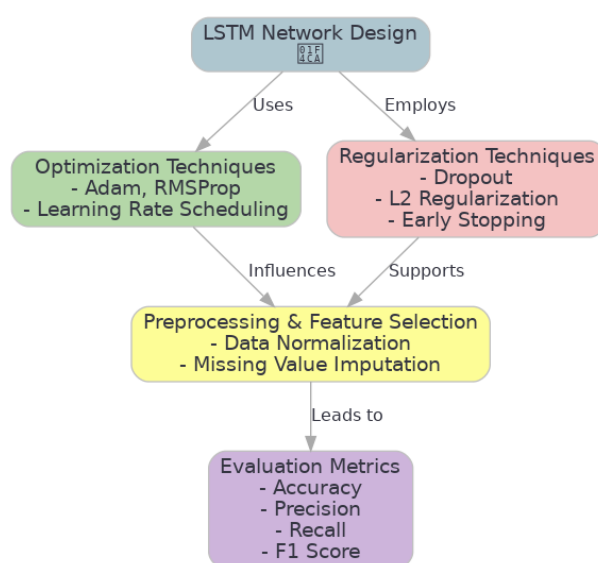 LSTM Network Design
Uses
Employs
Optimization Techniques
- Adam, RMSProp
- Learning Rate Scheduling
Regularization Techniques
- Dropout
- L2 Regularization
- Early Stopping
Influences
Supports
Preprocessing & Feature Selection
- Data Normalization
- Missing Value Imputation
Leads to
Evaluation Metrics
- Accuracy
- Precision
- Recall
- F1 Score